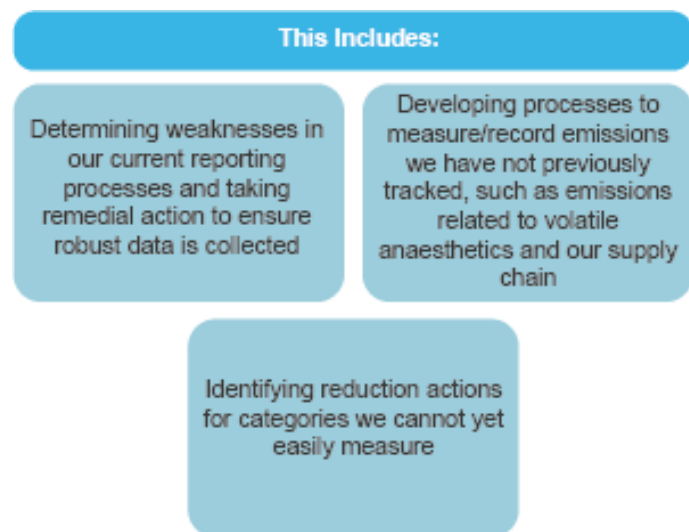 This Includes:
Determining weaknesses in
our current reporting
processes and taking
remedial action to ensure
robust data is collected
Developing processes to
measure/record emissions
we have not previously
tracked, such as emissions
related to volatile
anaesthetics and our supply
chain
Identifying reduction actions
for categories we cannot yet
easily measure